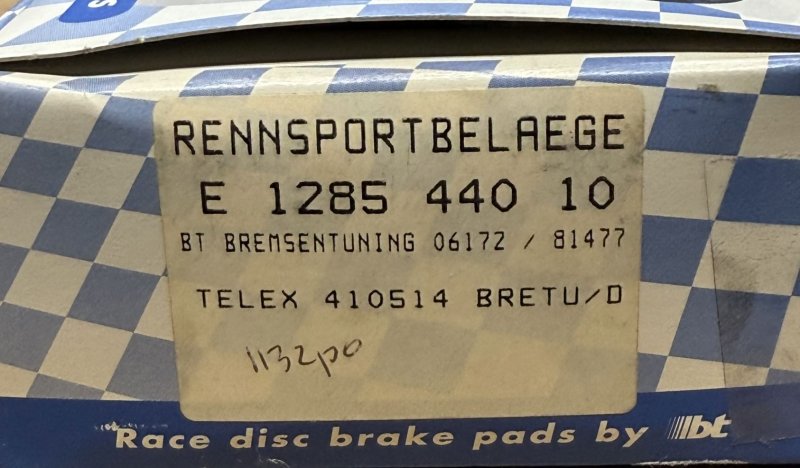 RENNSPORTBELAEGE
E 1285 440 10
BT BREMSENTUNING 06172 / 81477
TELEX 410514 BRETU/D
1132po
Race disc brake pads by bt